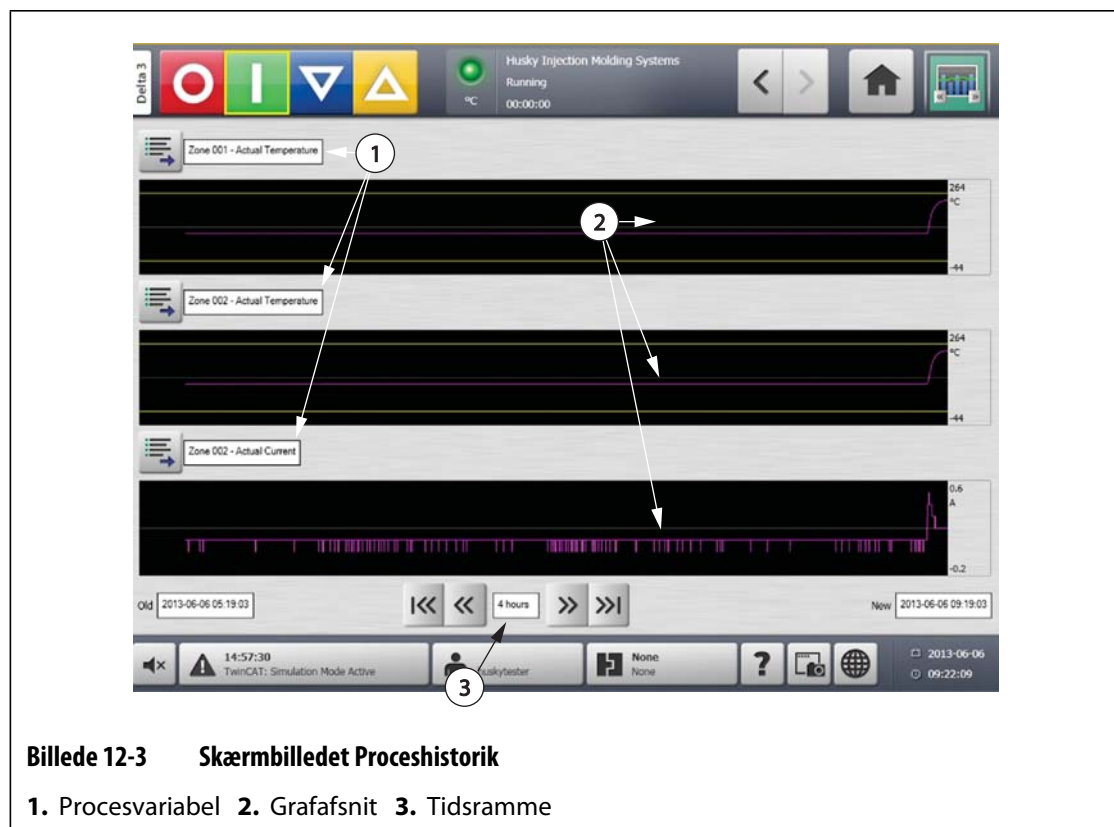 Delta 3
Husky Injection Molding Systems
Running
°C
00:00:00
Zone 001 - Actual Temperature
1
264
°C
2
-44
Zone 002 - Actual Temperature
264
°C
-44
Zone 002 - Actual Current
0.6
A
-0.2
Old 2013-06-06 05:19:03
4 hours
New 2013-06-06 09:19:03
14:57:30
TwinCAT: Simulation Mode Active
huskytester
None
None
?
2013-06-06
09:22:09
3
Billede 12-3 Skærmbilledet Proceshistorik
1. Procesvariabel 2. Grafafsnit 3. Tidsramme